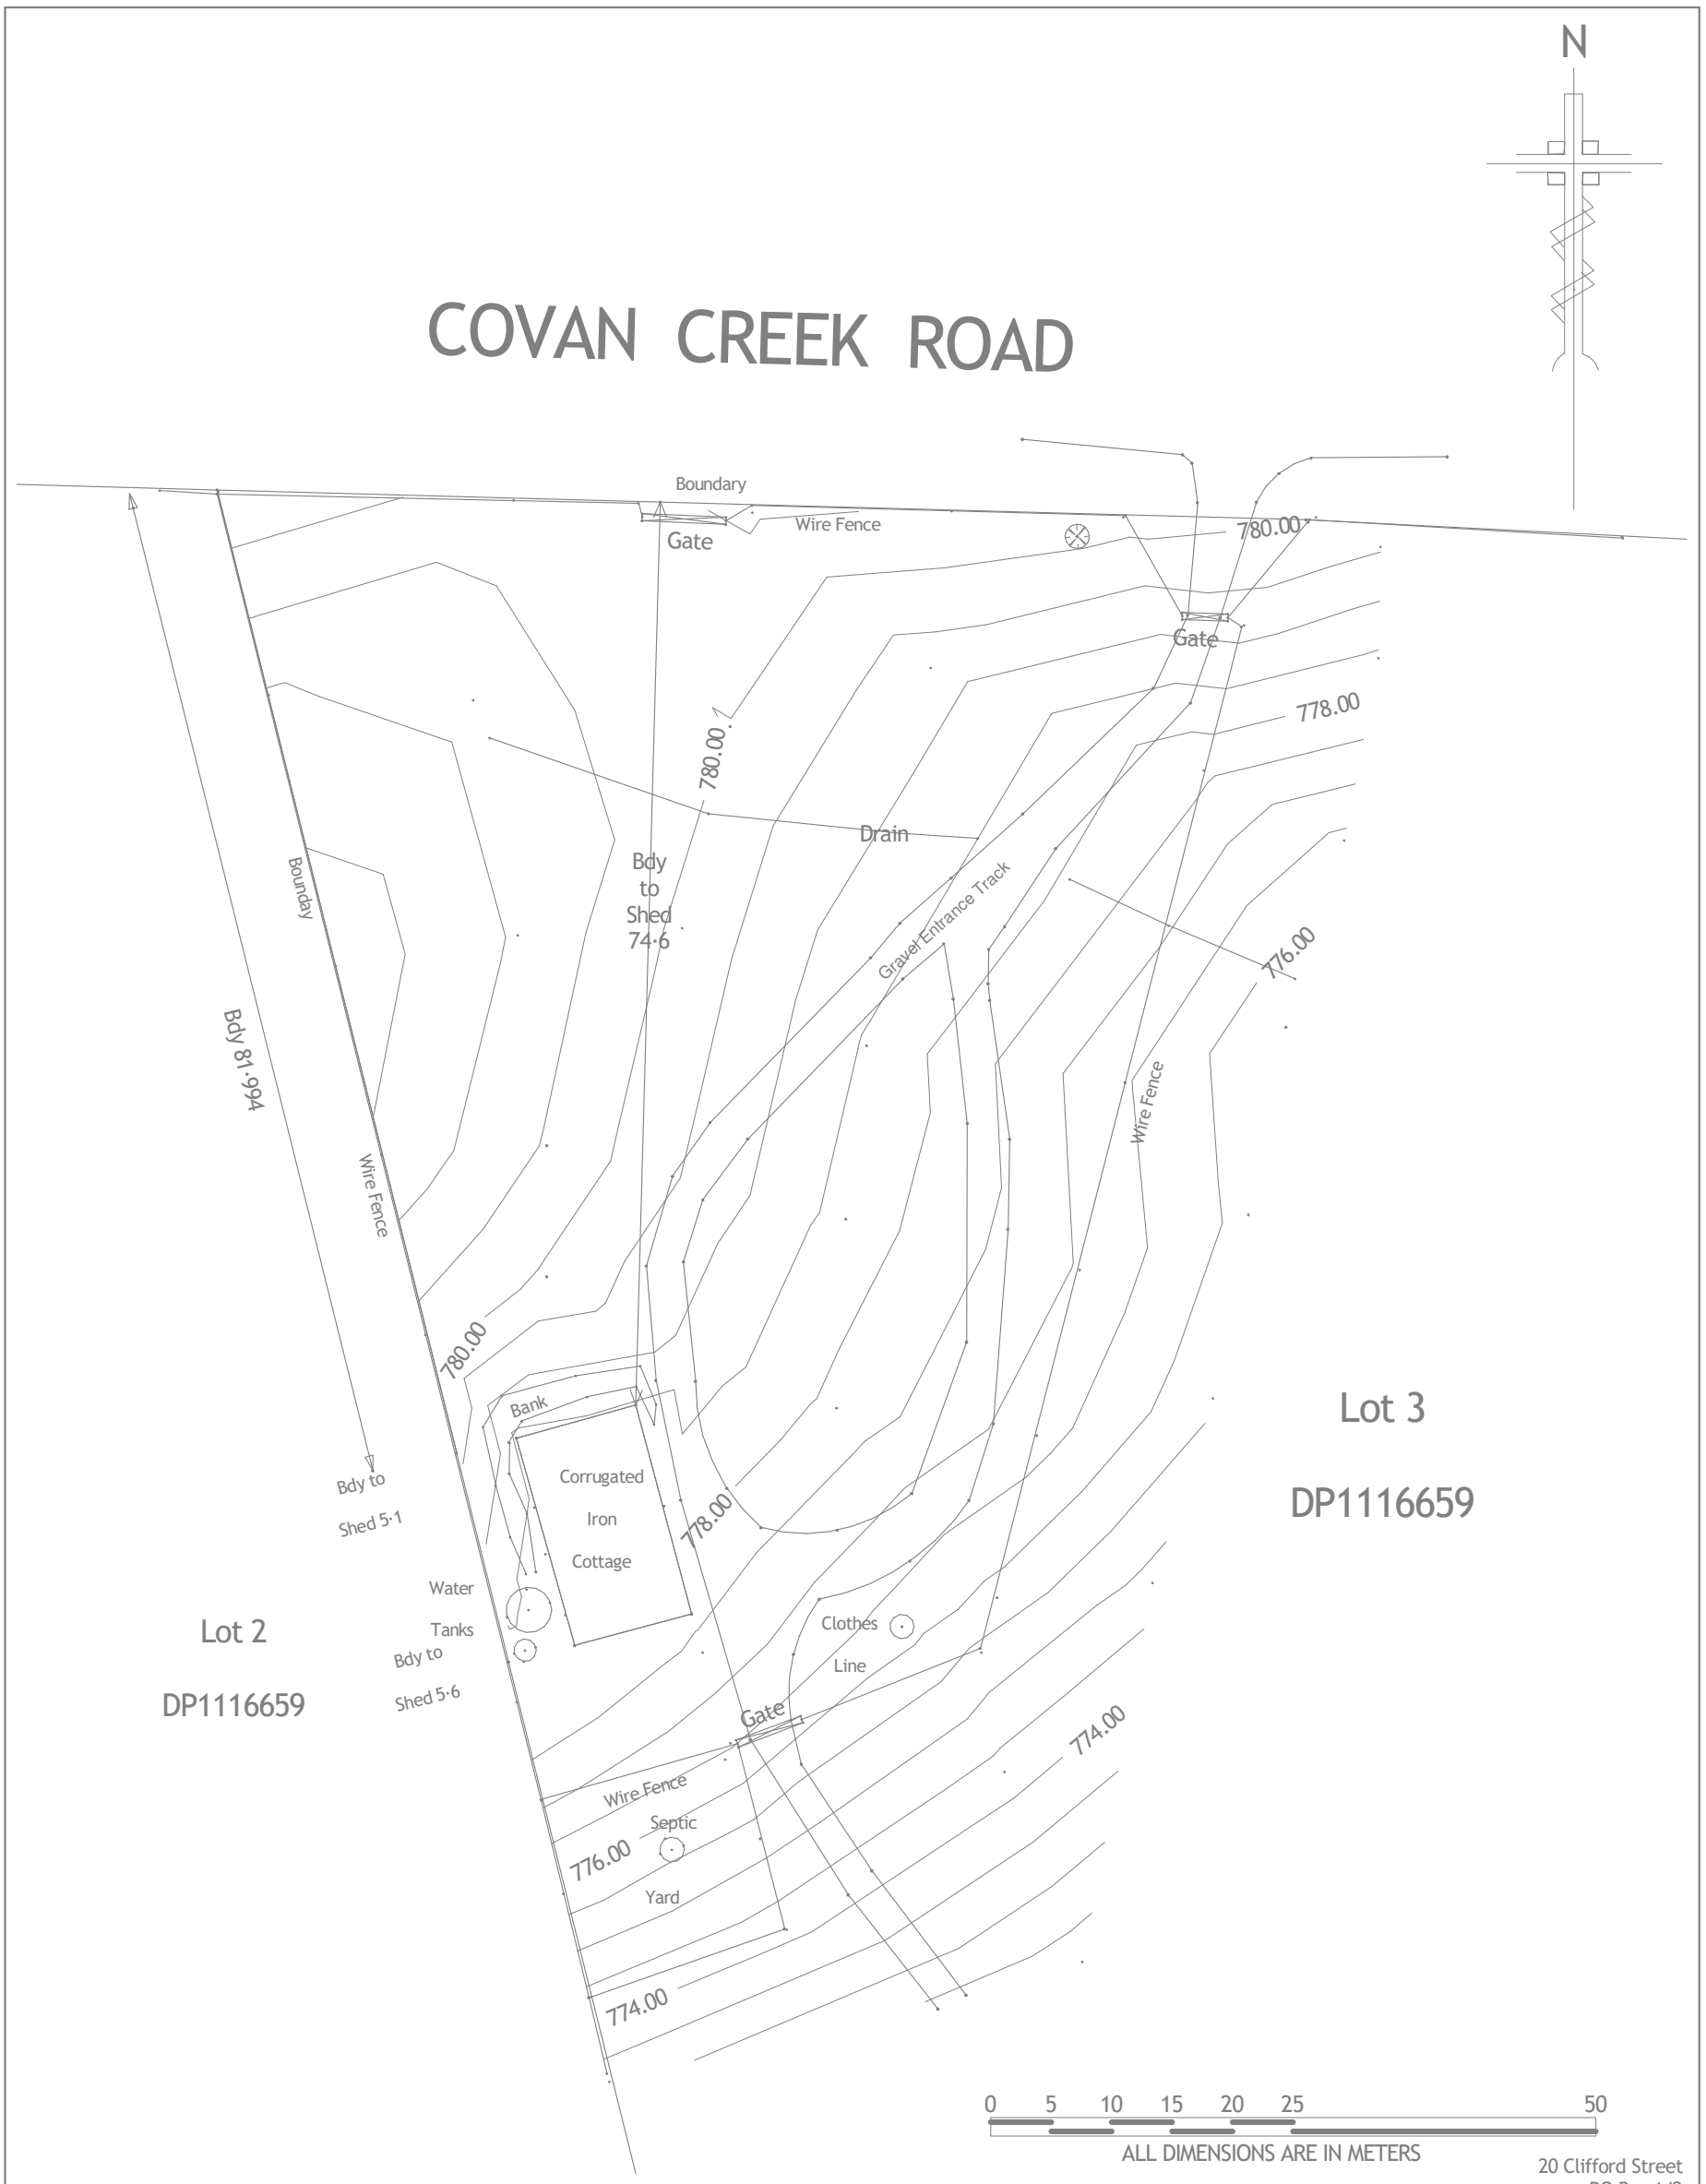 N
COVAN CREEK ROAD
Boundary
Wire Fence
Gate
780.00
Gate
778.00
780.00
Drain
Bdy
to
Shed
74·6
Bounday
Gravel Entrance Track
776.00
Bdy 81·994
Wire Fence
Wire Fence
780.00
Bank
Lot 3
DP1116659
Corrugated
Iron
Cottage
Bdy to
Shed 5·1
778.00
Water
Tanks
Clothes
Line
Lot 2
DP1116659
Bdy to
Shed 5·6
Gate
774.00
Wire Fence
Septic
776.00
Yard
774.00
0 5 10 15 20 25 50
ALL DIMENSIONS ARE IN METERS
20 Clifford Street